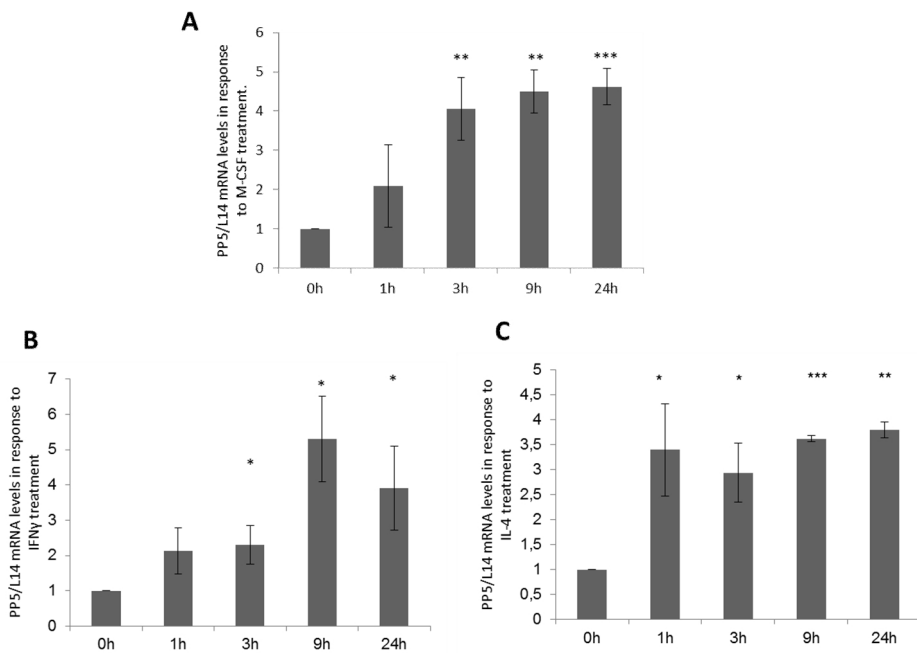 A
PP5/L14 mRNA levels in response
to M-CSF treatment.
6
5
4
3
2
1
0
** ** ***
0h 1h 3h 9h 24h
B
PP5/L14 mRNA levels in response to
IFNγ treatment
7
6
5
4
3
2
1
0
* * *
0h 1h 3h 9h 24h
C
PP5/L14 mRNA levels in response to
IL-4 treatment
5
4,5
4
3,5
3
2,5
2
1,5
1
0,5
0
* * *** **
0h 1h 3h 9h 24h